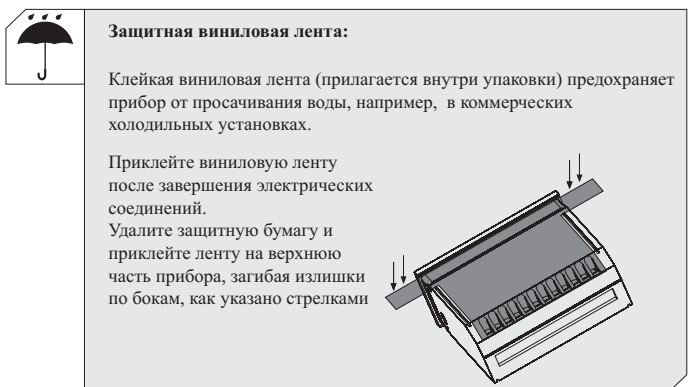 Защитная виниловая лента:
Клейкая виниловая лента (прилагается внутри упаковки) предохраняет
прибор от просачивания воды, например, в коммерческих
холодильных установках.
Приклейте виниловую ленту
после завершения электрических
соединений.
Удалите защитную бумагу и
приклейте ленту на верхнюю
часть прибора, загибая излишки
по бокам, как указано стрелками